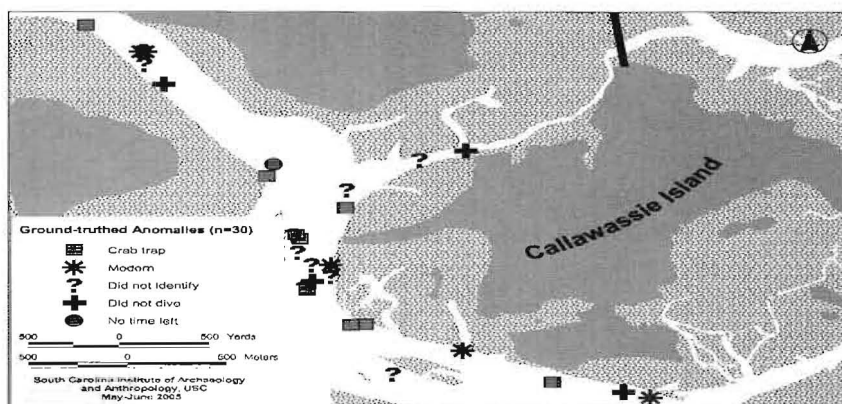 Callawassie Island
Ground-truthed Anomalies (n=30)
Crab trap
Modern
? Did not Identify
Did not dive
No time left
500 0 500 Yards
500 0 500 Meters
South Carolina Institute of Archaeology
and Anthropology, USC
May-June 2005
? ? ? ? ? ? ?